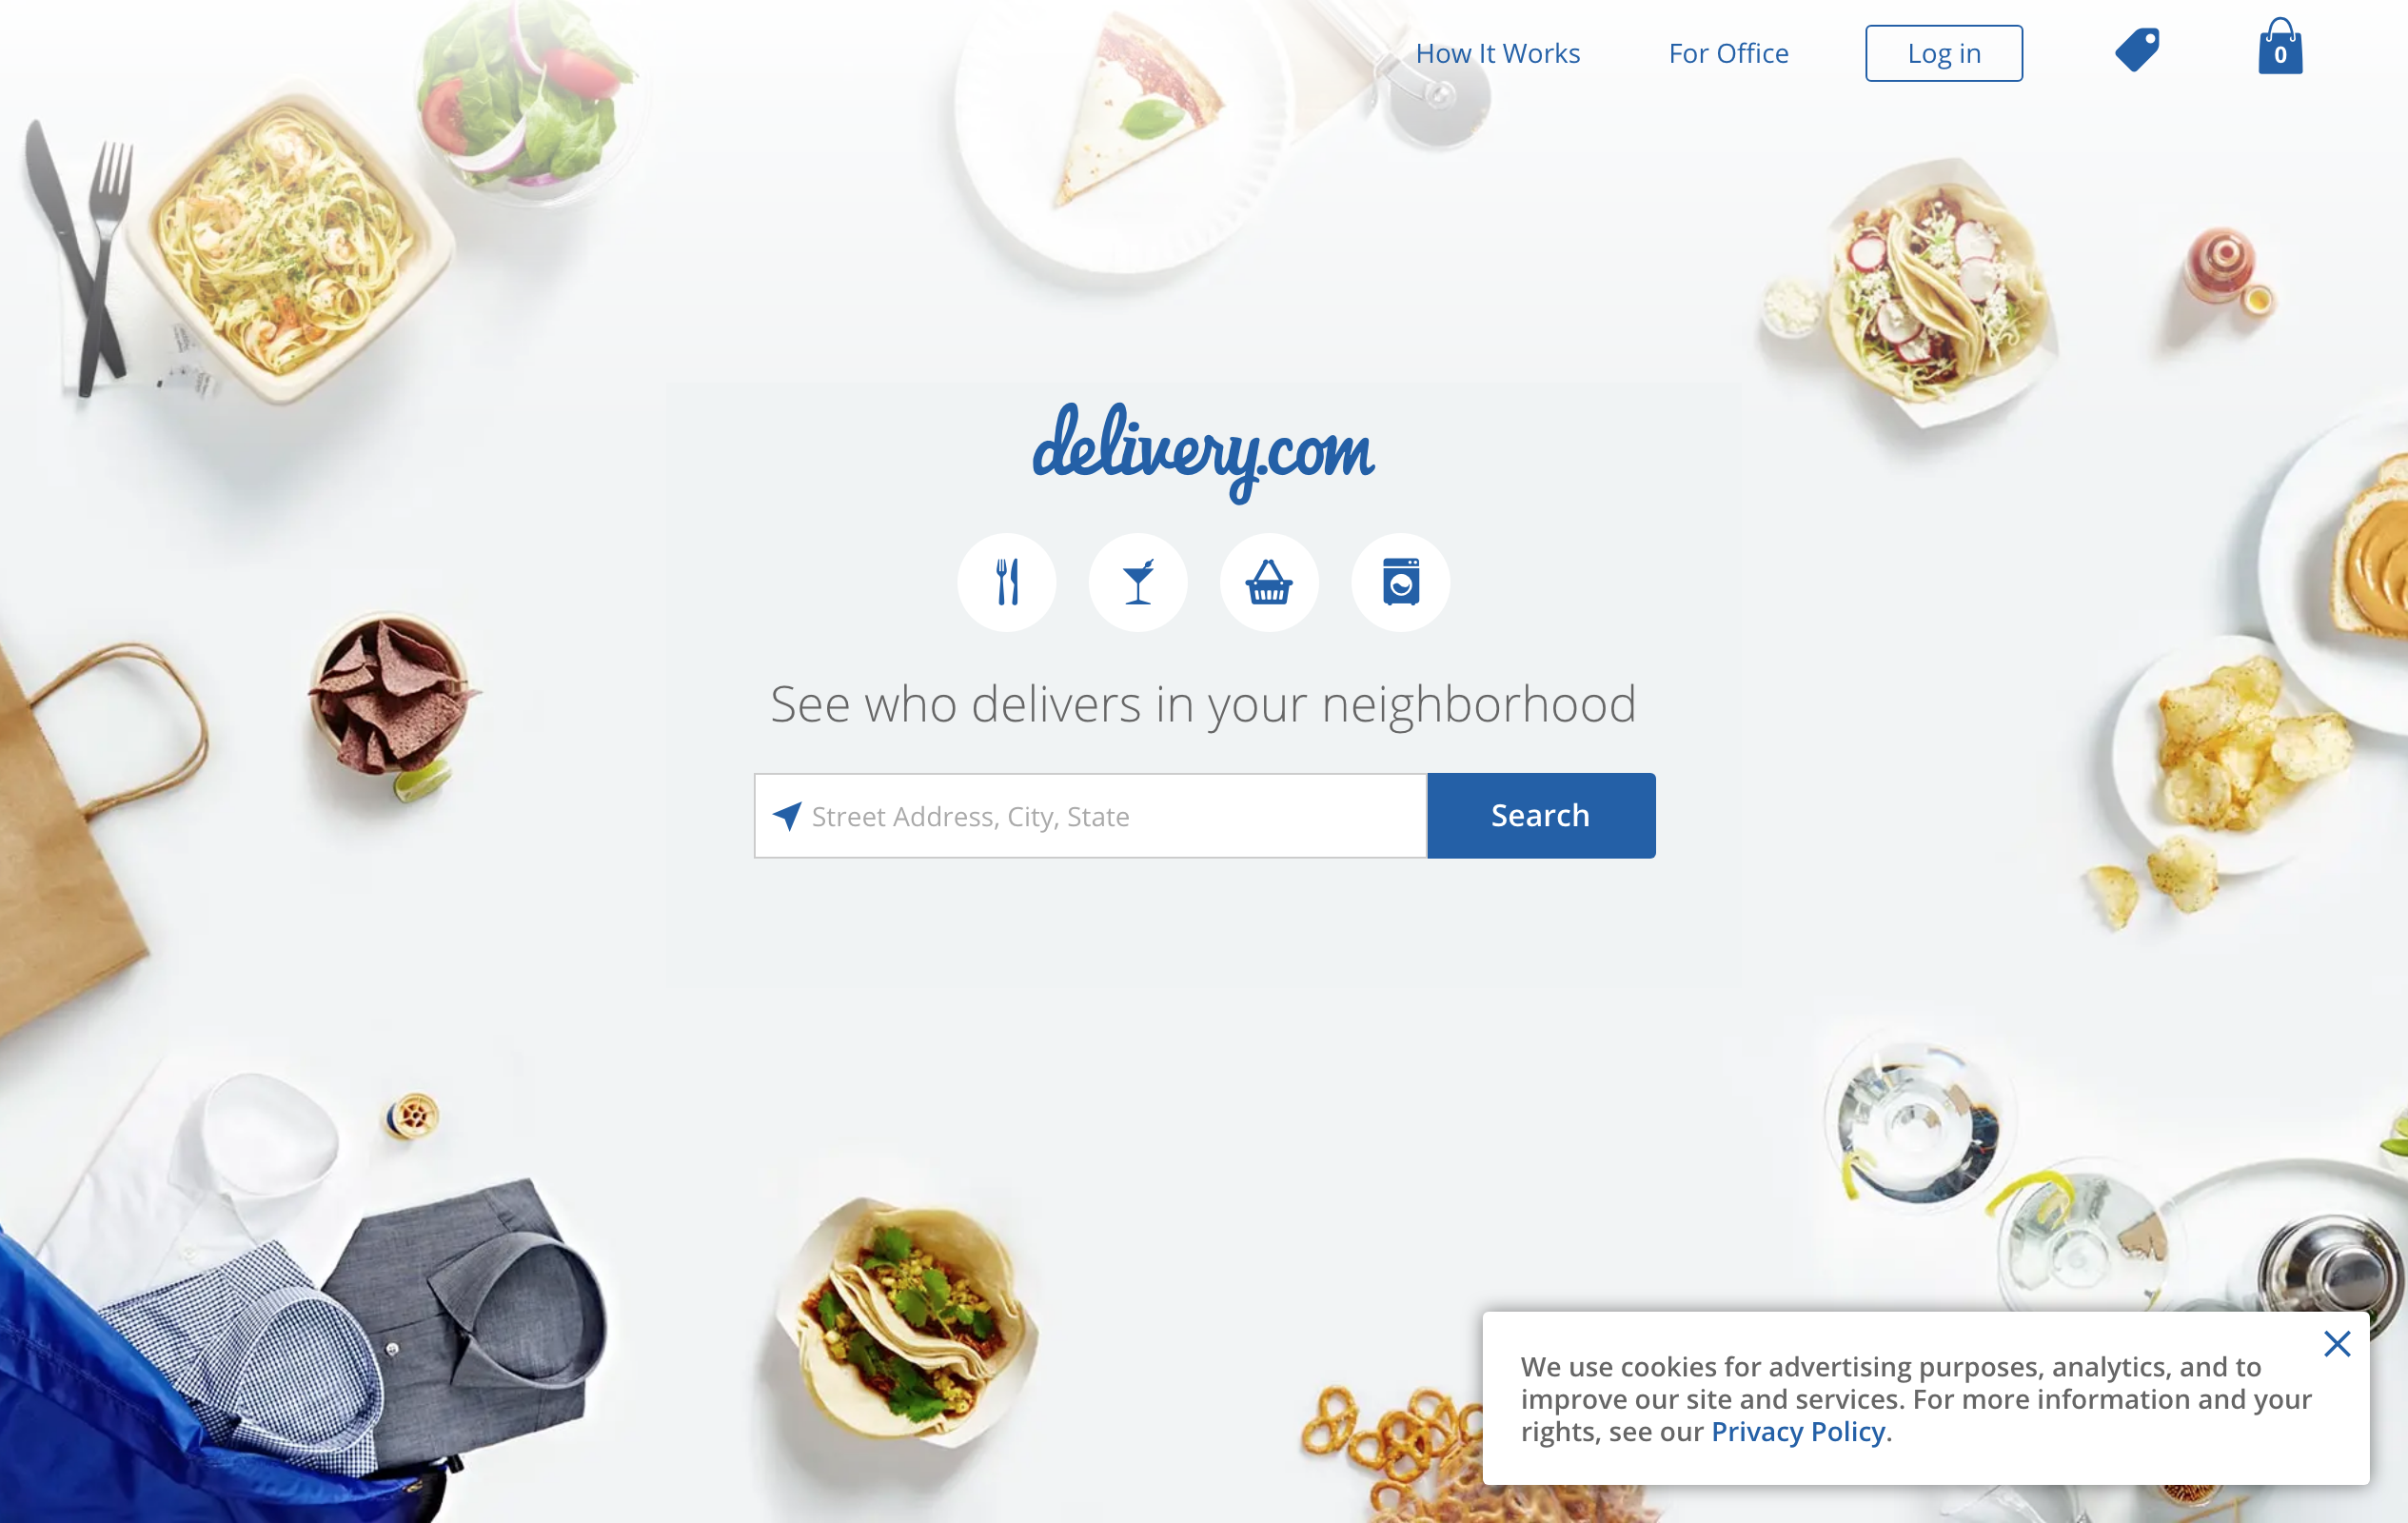 How It Works
For Office
Log in
0
delivery.com
See who delivers in your neighborhood
Street Address, City, State
Search
We use cookies for advertising purposes, analytics, and to
improve our site and services. For more information and your
rights, see our Privacy Policy.